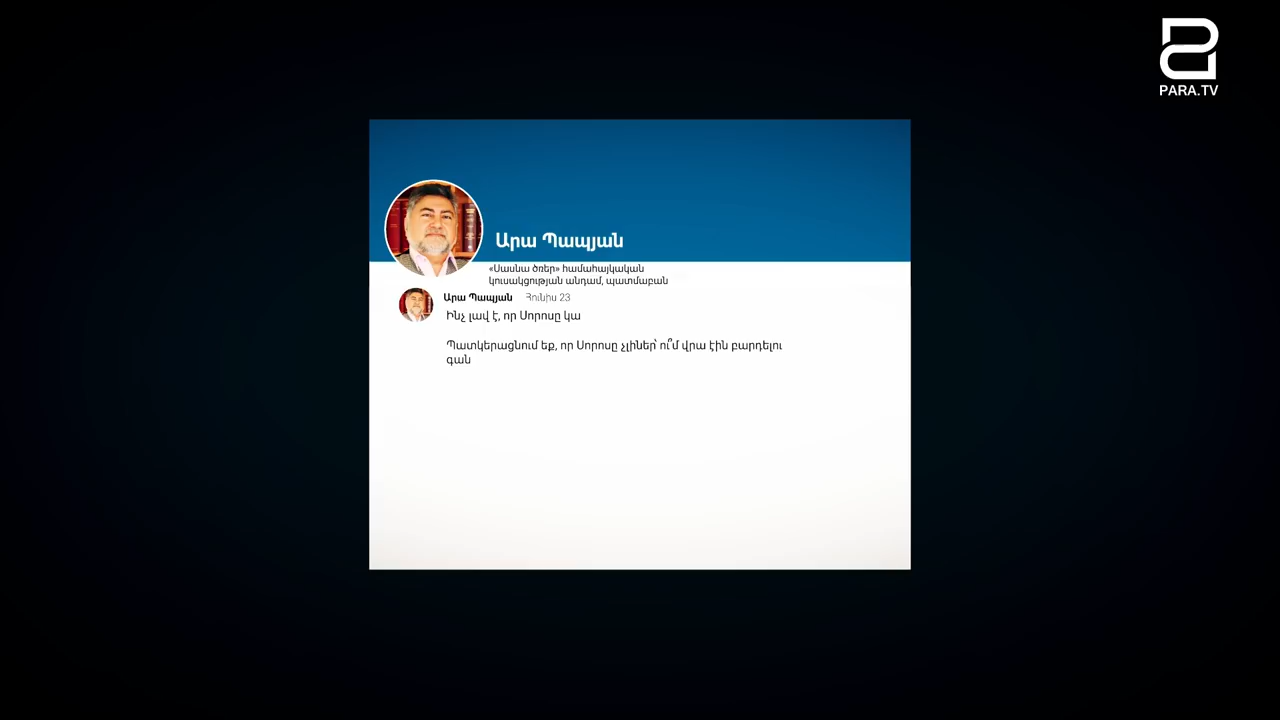 PARA.TV
Արա Պապյան
«Սասնա ծռեր» համահայկական
կուսակցության անդամ, պատմաբան
Արա Պապյան Հունիս 23
Ինչ լավ է, որ Սորոսը կա
Պատկերացնում եք, որ Սորոսը չլիներ՝ ու՞մ վրա էին բարդելու
գան